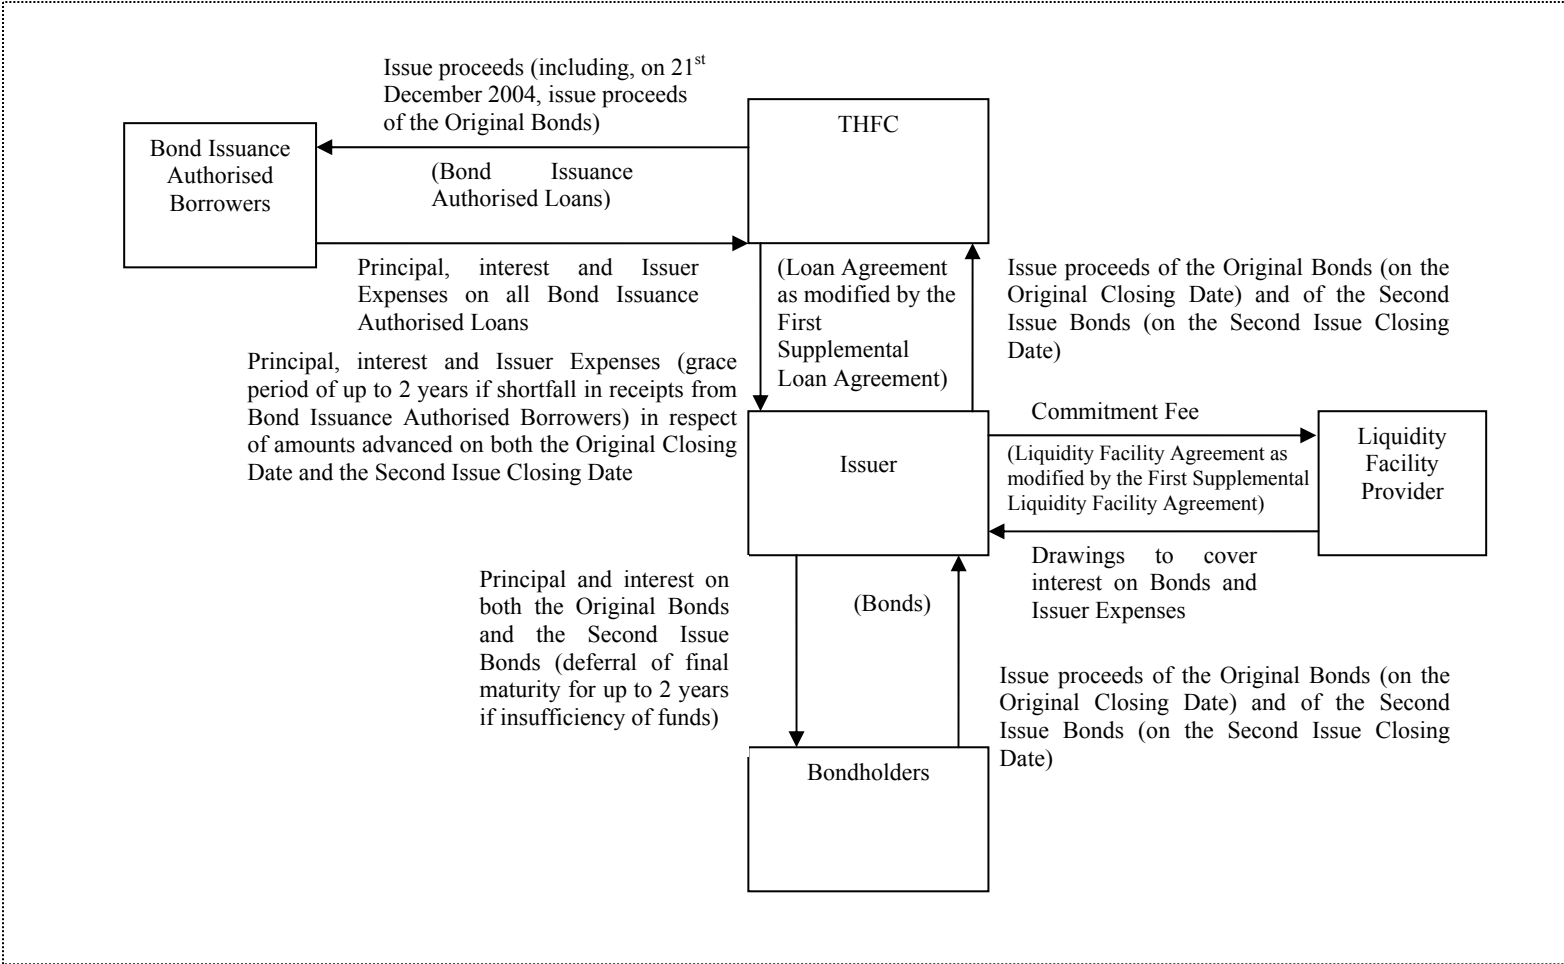 Issue proceeds (including, on 21st
December 2004, issue proceeds
of the Original Bonds)
THFC
Bond Issuance
Authorised
Borrowers
(Bond Issuance
Authorised Loans)
Principal, interest and Issuer
Expenses on all Bond Issuance
Authorised Loans
(Loan Agreement
as modified by the
First
Supplemental
Loan Agreement)
Issue proceeds of the Original Bonds (on the
Original Closing Date) and of the Second
Issue Bonds (on the Second Issue Closing
Date)
Principal, interest and Issuer Expenses (grace
period of up to 2 years if shortfall in receipts from
Bond Issuance Authorised Borrowers) in respect
of amounts advanced on both the Original Closing
Date and the Second Issue Closing Date
Issuer
Commitment Fee
(Liquidity Facility Agreement as
modified by the First Supplemental
Liquidity Facility Agreement)
Liquidity
Facility
Provider
Drawings to cover
interest on Bonds and
Issuer Expenses
Principal and interest on
both the Original Bonds
and the Second Issue
Bonds (deferral of final
maturity for up to 2 years
if insufficiency of funds)
(Bonds)
Issue proceeds of the Original Bonds (on the
Original Closing Date) and of the Second
Issue Bonds (on the Second Issue Closing
Date)
Bondholders